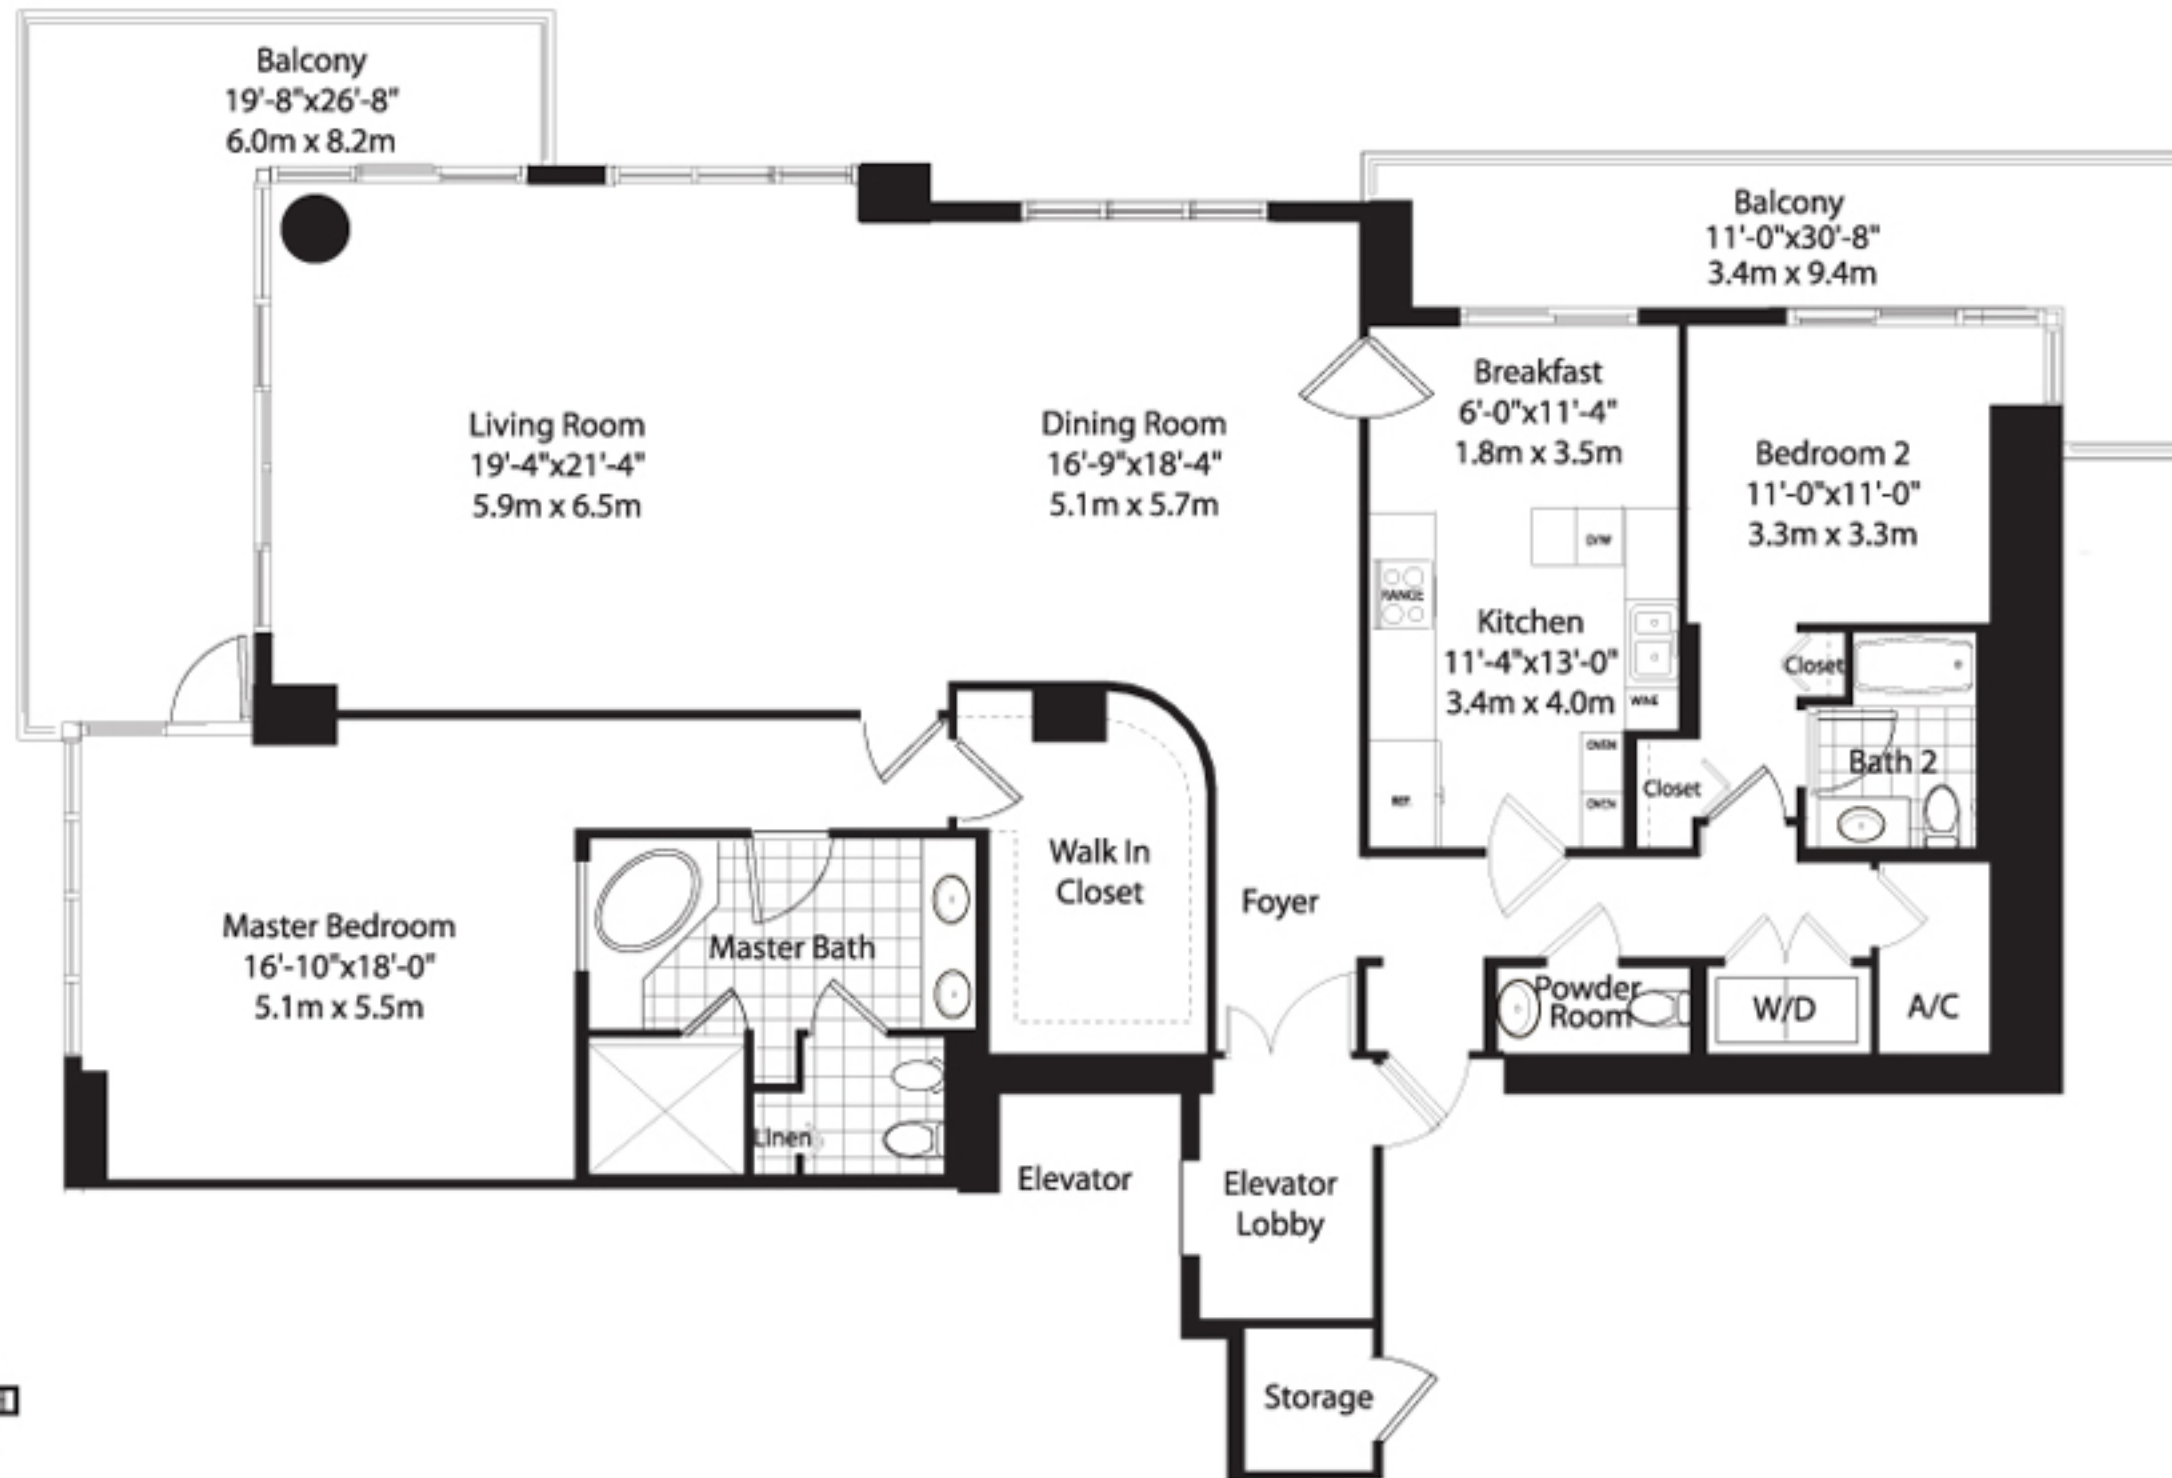 Balcony
19'-8"x26'-8"
6.0m x 8.2m
Balcony
11'-0"x30'-8"
3.4m x 9.4m
Living Room
19'-4"x21'-4"
5.9m x 6.5m
Dining Room
16'-9"x18'-4"
5.1m x 5.7m
Breakfast
6'-0"x11'-4"
1.8m x 3.5m
Bedroom 2
11'-0"x11'-0"
3.3m x 3.3m
D/W
RANGE
Kitchen
11'-4"x13'-0"
3.4m x 4.0m
WINE
OVEN
OVEN
REF.
Closet
Closet
Bath 2
Walk In
Closet
Foyer
Master Bedroom
16'-10"x18'-0"
5.1m x 5.5m
Master Bath
Linen
Powder
Room
W/D
A/C
Elevator
Elevator
Lobby
Storage